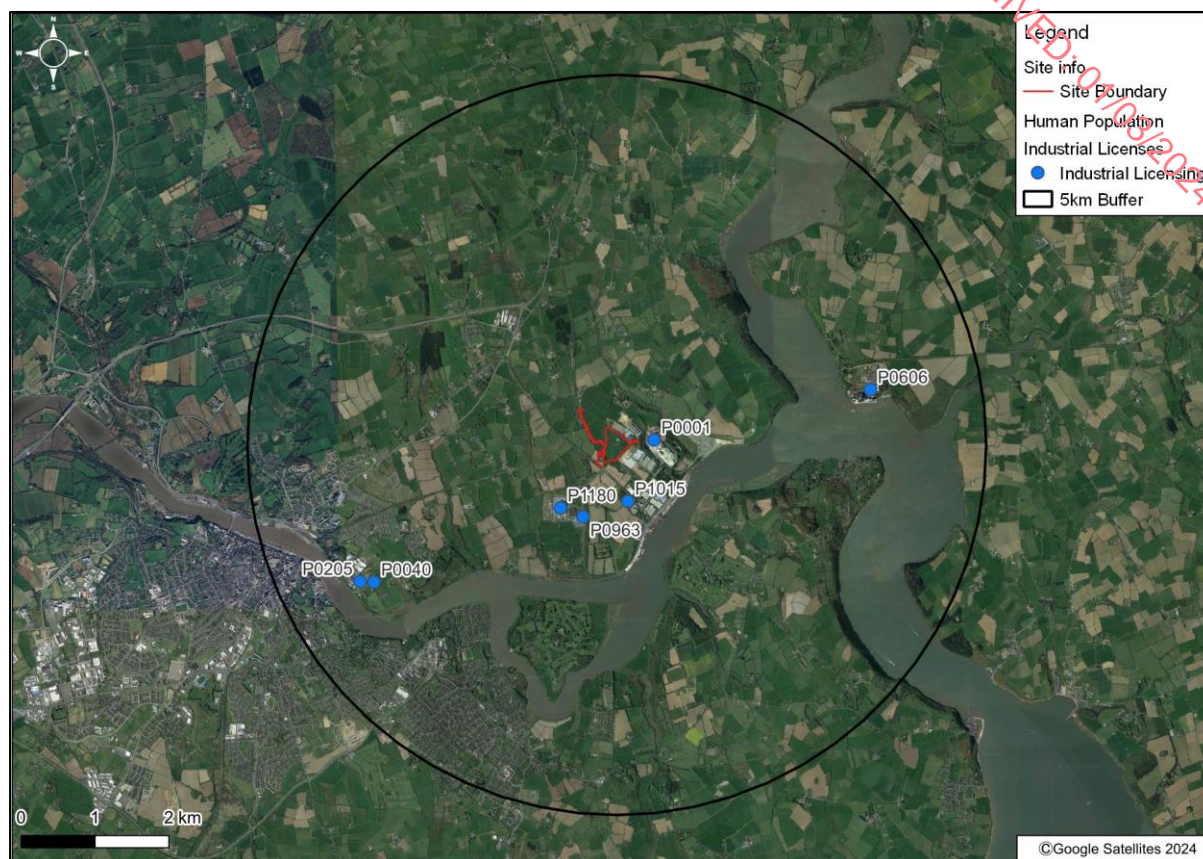 N
W
E
S
Legend
Site info
Site Boundary
Human Population
Industrial Licenses
Industrial Licensing
5km Buffer
P0606
P0001
P1180
P1015
P0963
P0205
P0040
0 1 2 km
©Google Satellites 2024